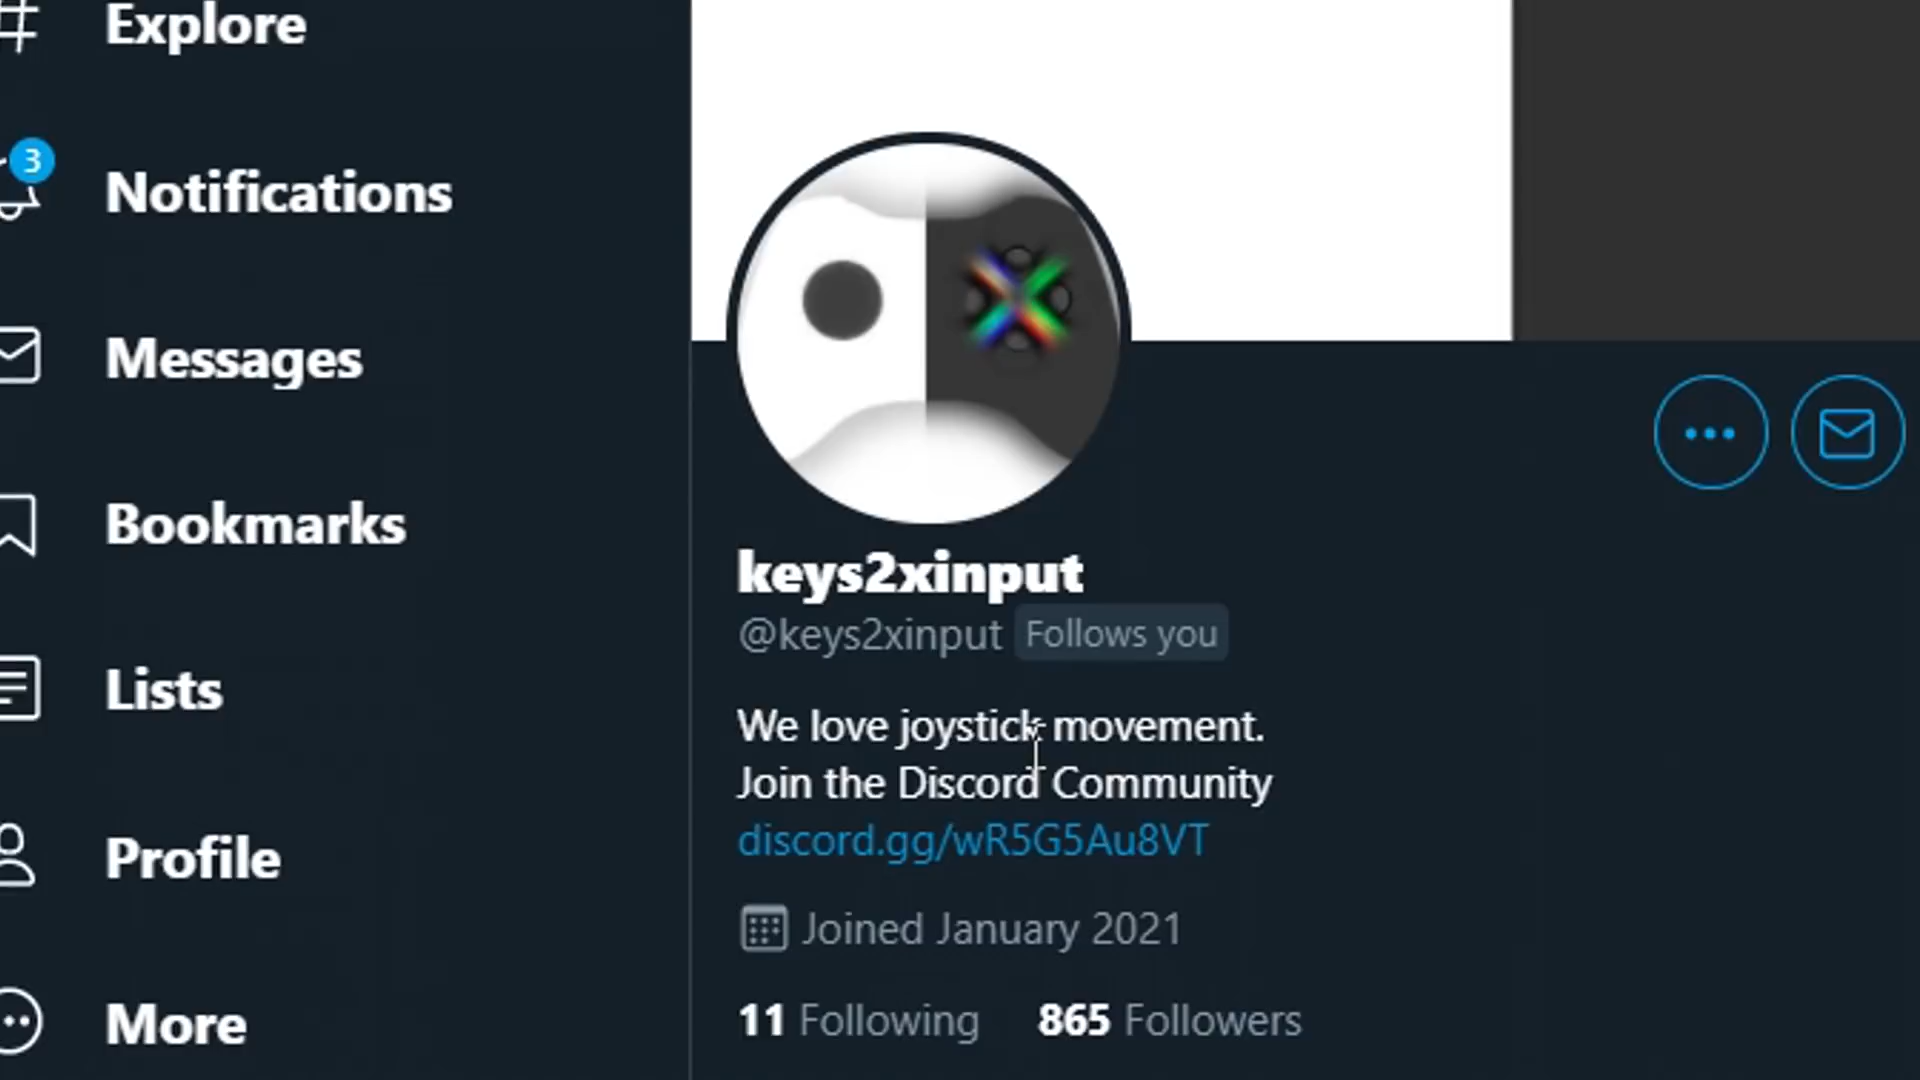 Explore
3
Notifications
Messages
Bookmarks
Lists
Profile
More
keys2xinput
@keys2xinput Follows you
We love joystick movement.
Join the Discord Community
discord.gg/wR5G5Au8VT
Joined January 2021
11 Following 865 Followers